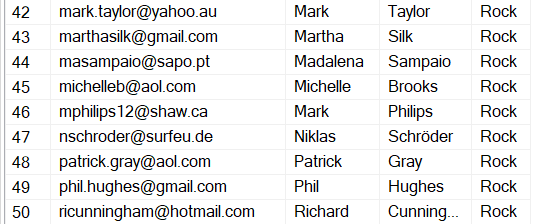 42 mark.taylor@yahoo.au Mark Taylor Rock
43 marthasilk@gmail.com Martha Silk Rock
44 masampaio@sapo.pt Madalena Sampaio Rock
45 michelleb@aol.com Michelle Brooks Rock
46 mphilips12@shaw.ca Mark Philips Rock
47 nschroder@surfeu.de Niklas Schröder Rock
48 patrick.gray@aol.com Patrick Gray Rock
49 phil.hughes@gmail.com Phil Hughes Rock
50 ricunningham@hotmail.com Richard Cunning... Rock